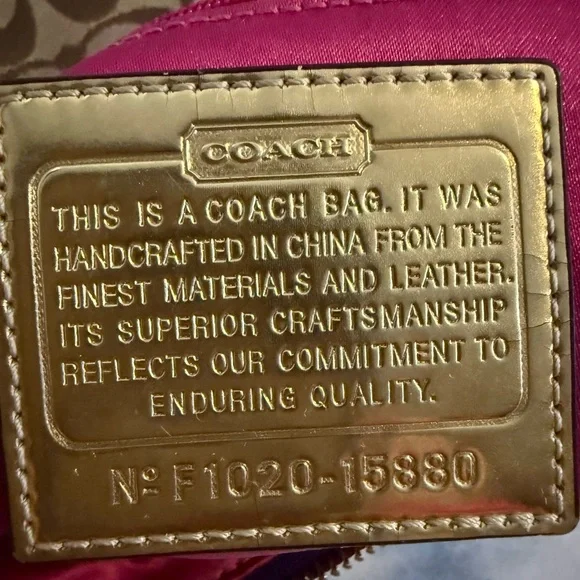 COACH
THIS IS A COACH BAG. IT WAS
HANDCRAFTED IN CHINA FROM THE
FINEST MATERIALS AND LEATHER.
ITS SUPERIOR CRAFTSMANSHIP
REFLECTS OUR COMMITMENT TO
ENDURING QUALITY.
Nº F1020-15880